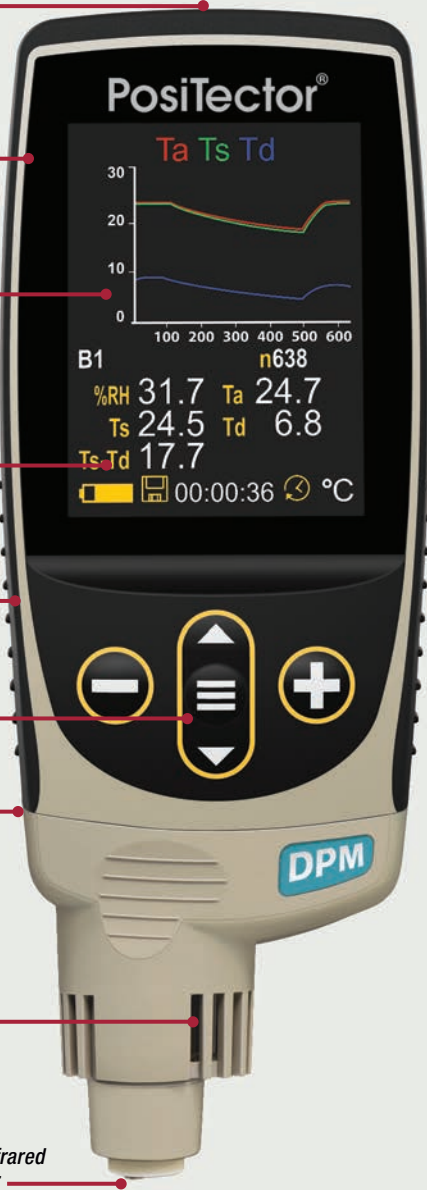 PosiTector®
Ta Ts Td
30
20
10
0
100 200 300 400 500 600
B1 n638
%RH 31.7 Ta 24.7
Ts 24.5 Td 6.8
Ts-Td 17.7
00:00:36 °C
DPM